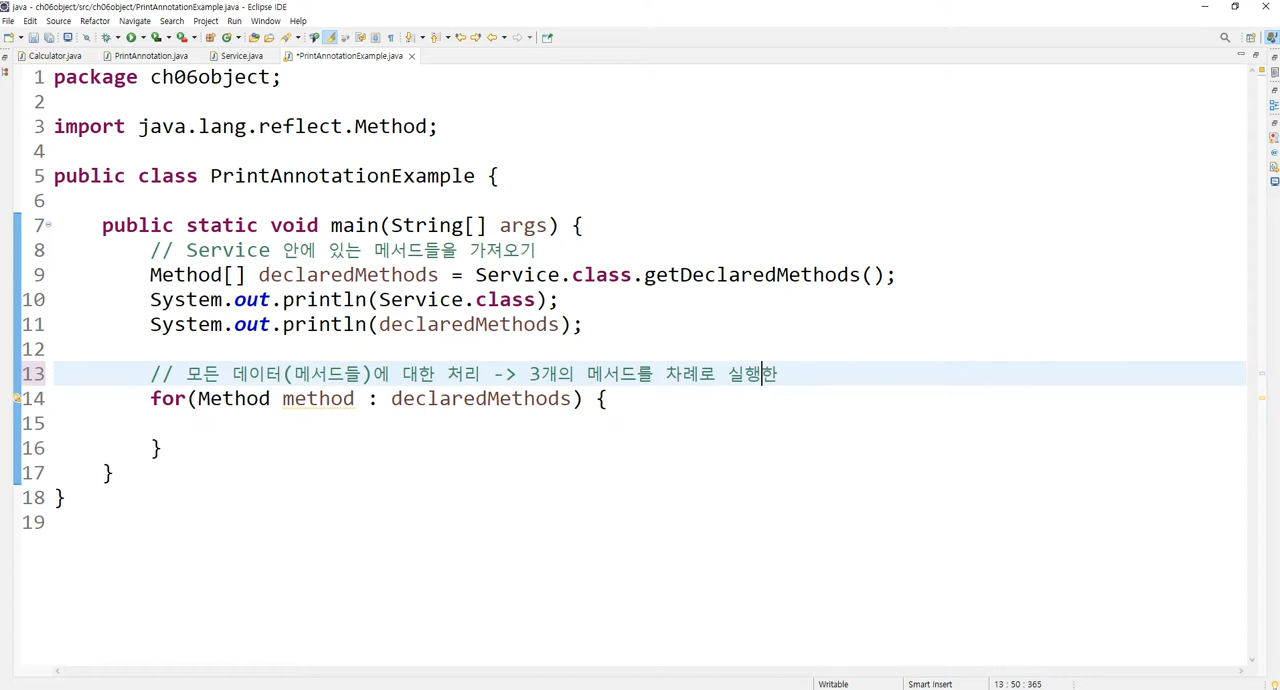 java - ch06object/src/ch06object/PrintAnnotationExample.java - Eclipse IDE
File Edit Source Refactor Navigate Search Project Run Window Help
Calculator.java PrintAnnotation.java Service.java *PrintAnnotationExample.java
1 package ch06object;
2
3 import java.lang.reflect.Method;
4
5 public class PrintAnnotationExample {
6
7 public static void main(String[] args) {
8 // Service 안에 있는 메서드들을 가져오기
9 Method[] declaredMethods = Service.class.getDeclaredMethods();
10 System.out.println(Service.class);
11 System.out.println(declaredMethods);
12
13 // 모든 데이터(메서드들)에 대한 처리 -> 3개의 메서드를 차례로 실행한
14 for(Method method : declaredMethods) {
15
16 }
17 }
18 }
19
Writable Smart Insert 13 : 50 : 365